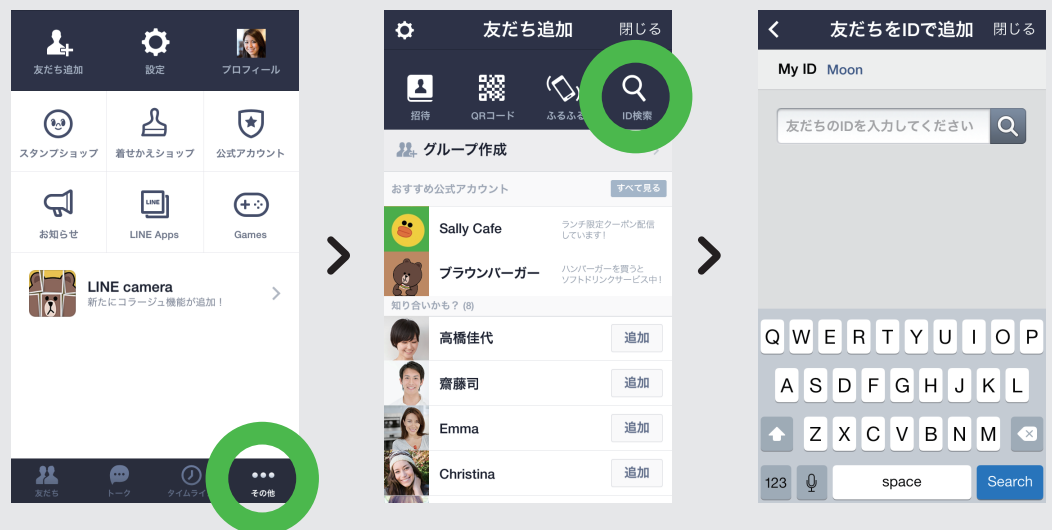 友だち追加
設定
プロフィール
スタンプショップ
着せかえショップ
公式アカウント
お知らせ
LINE
LINE Apps
Games
LINE camera
新たにコラージュ機能が追加！
友だち
トーク
タイムライ
その他
友だち追加
閉じる
招待
QRコード
ふるふる
ID検索
グループ作成
おすすめ公式アカウント
すべて見る
Sally Cafe
ランチ限定クーポン配信
しています！
ブラウンバーガー
ハンバーガーを買うと
ソフトドリンクサービス中！
知り合いかも？ (8)
高橋佳代
追加
齋藤司
追加
Emma
追加
Christina
追加
友だちをIDで追加
閉じる
My ID Moon
友だちのIDを入力してください
Q W E R T Y U I O P
A S D F G H J K L
Z X C V B N M
123 space Search